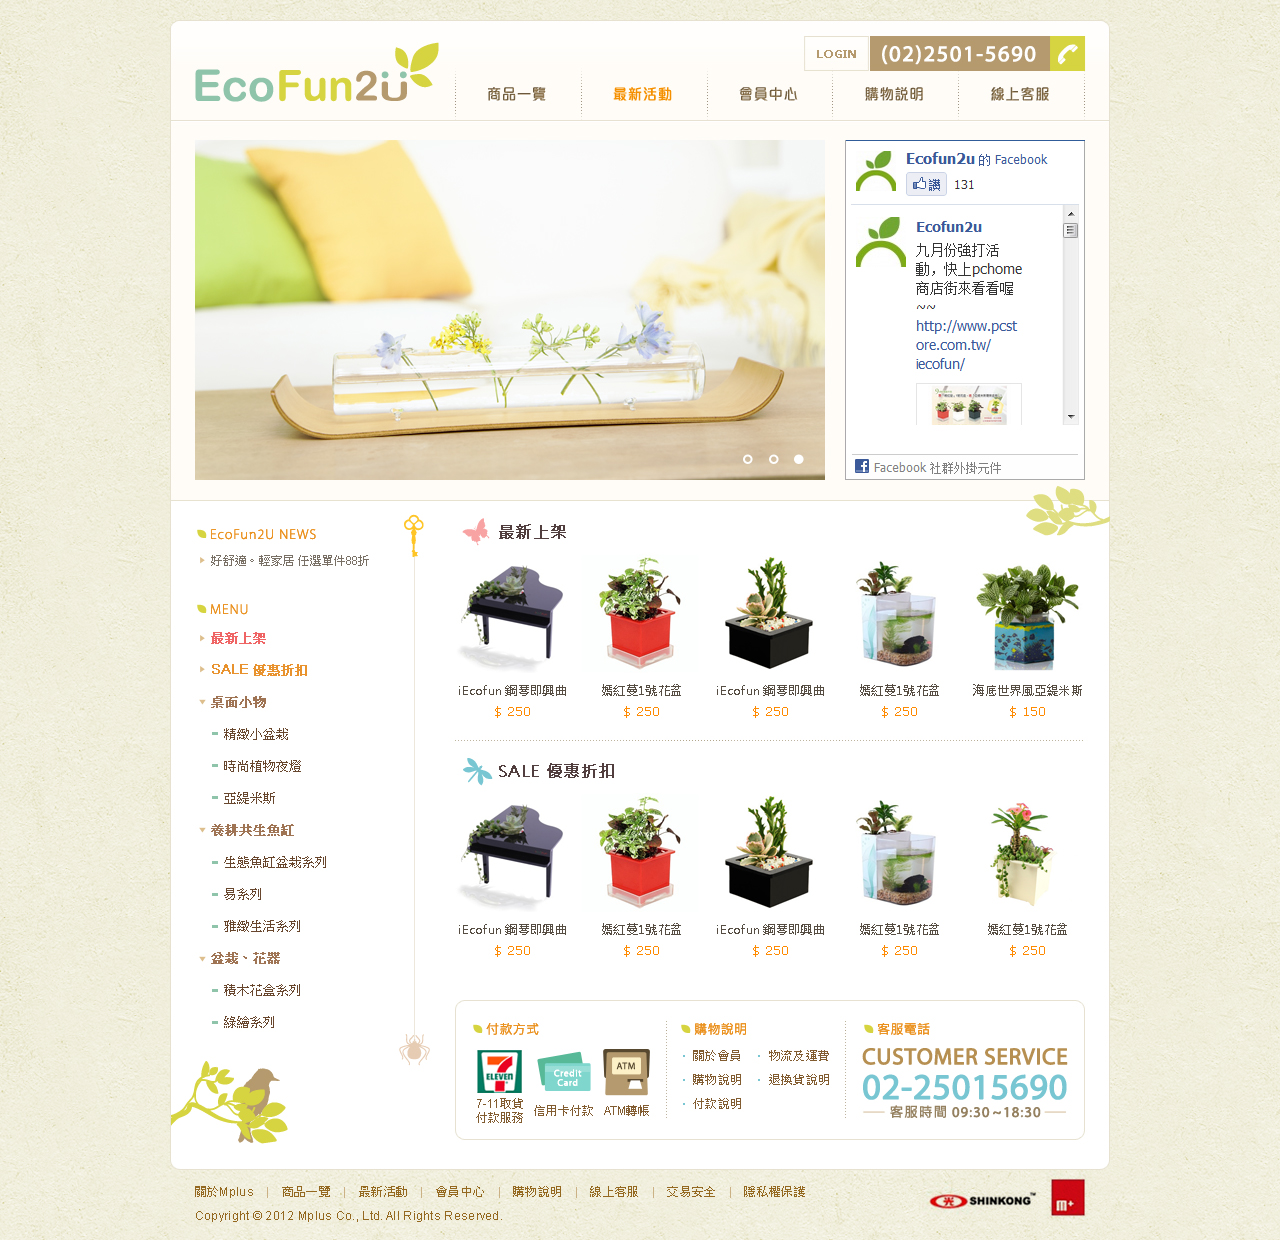 EcoFun2U
LOGIN
(02)2501-5690
商品一覽
最新活動
會員中心
購物説明
線上客服
Ecofun2u 的 Facebook
讚
131
Ecofun2u
九月份強打活
動，快上pchome
商店街來看看喔
~~
http://www.pcst
ore.com.tw/
iecofun/
Facebook 社群外掛元件
EcoFun2U NEWS
好舒適。輕家居 任選單件88折
MENU
最新上架
SALE 優惠折扣
桌面小物
精緻小盆栽
時尚植物夜燈
亞緹米斯
養耕共生魚缸
生態魚缸盆栽系列
易系列
雅緻生活系列
盆栽、花器
積木花盒系列
綠繪系列
最新上架
iEcofun 鋼琴即興曲
$ 250
嫣紅蔓1號花盆
$ 250
iEcofun 鋼琴即興曲
$ 250
嫣紅蔓1號花盆
$ 250
海底世界風亞緹米斯
$ 150
SALE 優惠折扣
iEcofun 鋼琴即興曲
$ 250
嫣紅蔓1號花盆
$ 250
iEcofun 鋼琴即興曲
$ 250
嫣紅蔓1號花盆
$ 250
嫣紅蔓1號花盆
$ 250
付款方式
7
ELEVEN
7-11取貨
付款服務
Credit
Card
信用卡付款
ATM
ATM轉帳
購物說明
關於會員
物流及運費
購物說明
退換貨說明
付款說明
客服電話
CUSTOMER SERVICE
02-25015690
客服時間 09:30~18:30
關於Mplus
商品一覽
最新活動
會員中心
購物說明
線上客服
交易安全
隱私權保護
Copyright © 2012 Mplus Co., Ltd. All Rights Reserved.
SHINKONG™
m+